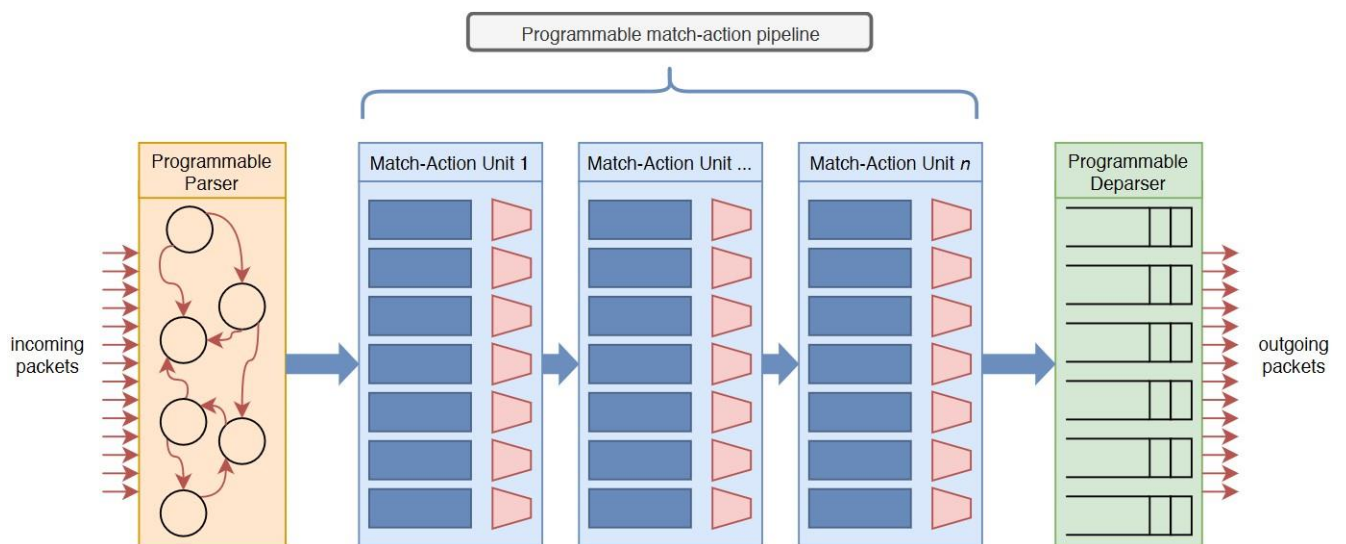 Programmable match-action pipeline
Programmable
Parser
Match-Action Unit 1
Match-Action Unit ...
Match-Action Unit n
Programmable
Deparser
incoming
packets
outgoing
packets